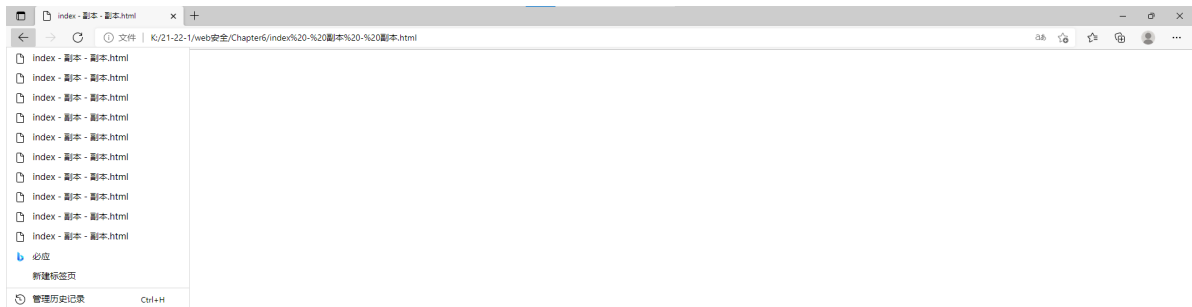 index - 副本 - 副本.html
文件 K:/21-22-1/web安全/Chapter6/index%20-%20副本%20-%20副本.html
index - 副本 - 副本.html
index - 副本 - 副本.html
index - 副本 - 副本.html
index - 副本 - 副本.html
index - 副本 - 副本.html
index - 副本 - 副本.html
index - 副本 - 副本.html
index - 副本 - 副本.html
index - 副本 - 副本.html
index - 副本 - 副本.html
必应
新建标签页
管理历史记录 Ctrl+H